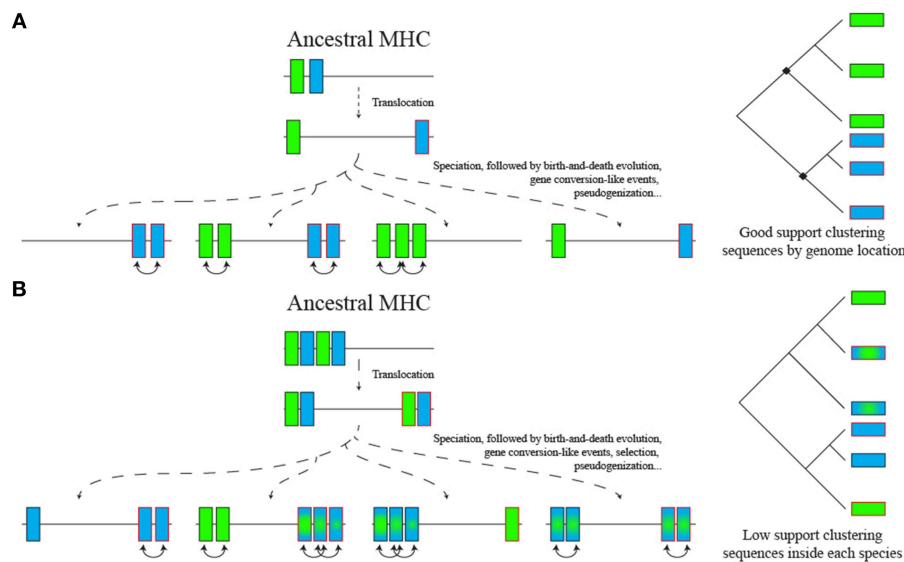 A
Ancestral MHC
Translocation
Speciation, followed by birth-and-death evolution,
gene conversion-like events,
pseudogenization...
Good support clustering
sequences by genome location
B
Ancestral MHC
Translocation
Speciation, followed by birth-and-death evolution,
gene conversion-like events, selection,
pseudogenization...
Low support clustering
sequences inside each species